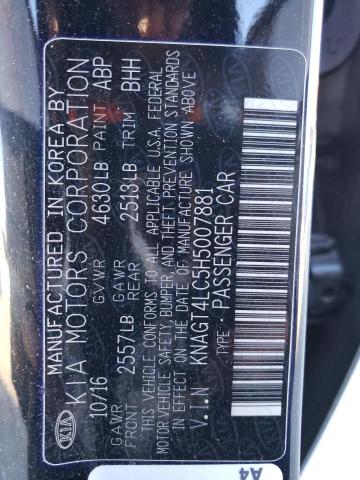 MANUFACTURED IN KOREA BY
KIA KIA MOTORS CORPORATION
10/16 GVWR 4630LB PAINT ABP
GAWR FRONT 2557LB GAWR REAR 2513LB TRIM BHH
THIS VEHICLE CONFORMS TO ALL APPLICABLE U.S.A. FEDERAL
MOTOR VEHICLE SAFETY, BUMPER, AND THEFT PREVENTION STANDARDS
IN EFFECT ON THE DATE OF MANUFACTURE SHOWN ABOVE
V.I.N : KNAGT4LC5H5007881
TYPE : PASSENGER CAR
A4